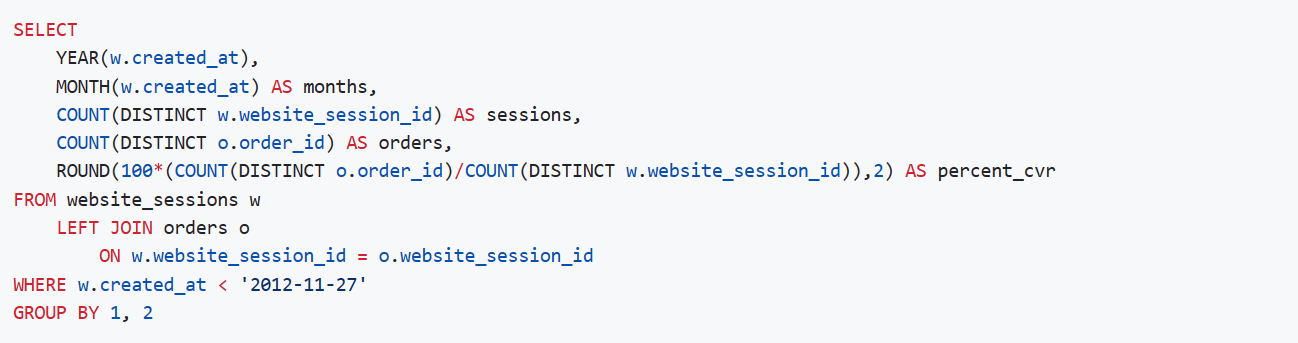 SELECT
    YEAR(w.created_at),
    MONTH(w.created_at) AS months,
    COUNT(DISTINCT w.website_session_id) AS sessions,
    COUNT(DISTINCT o.order_id) AS orders,
    ROUND(100*(COUNT(DISTINCT o.order_id)/COUNT(DISTINCT w.website_session_id)),2) AS percent_cvr
FROM website_sessions w
    LEFT JOIN orders o
        ON w.website_session_id = o.website_session_id
WHERE w.created_at < '2012-11-27'
GROUP BY 1, 2